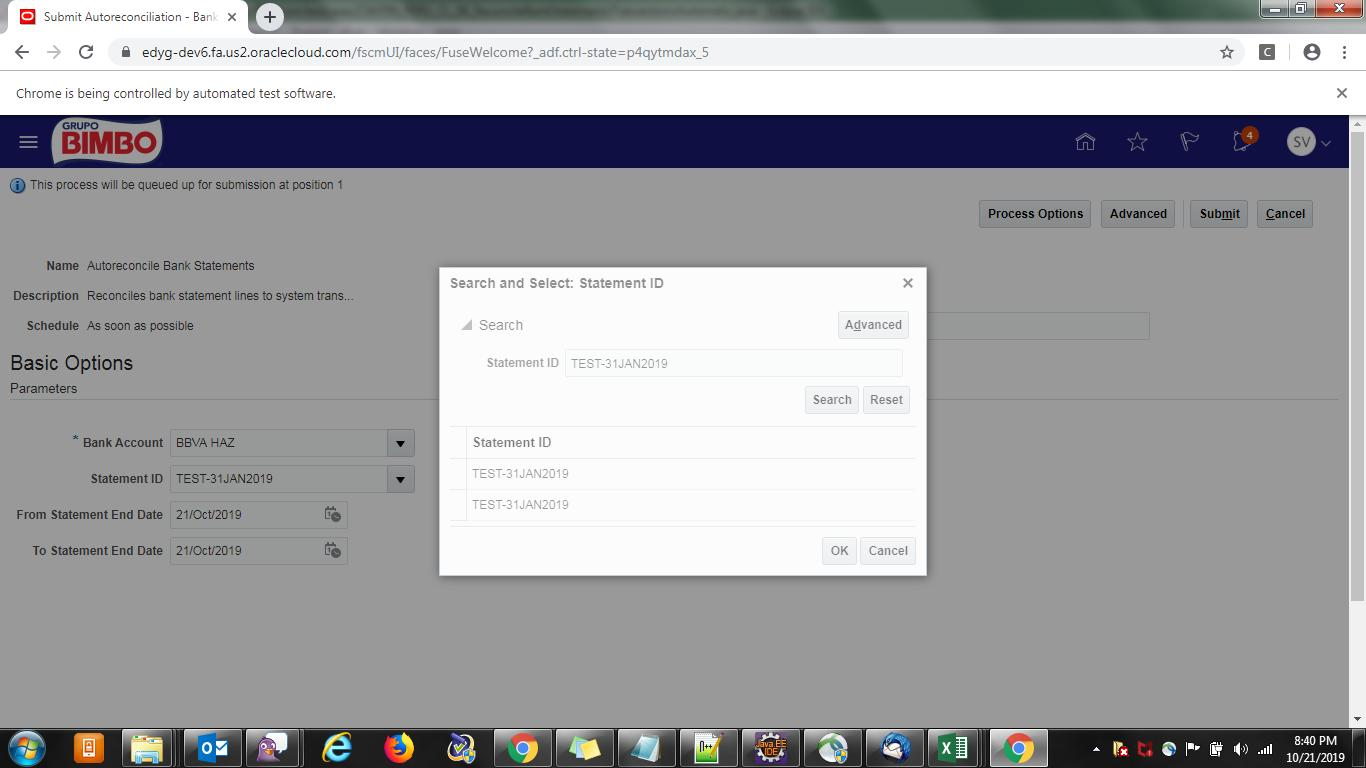 Submit Autoreconciliation - Bank
edyg-dev6.fa.us2.oraclecloud.com/fscmUI/faces/FuseWelcome?_adf.ctrl-state=p4qytmdax_5
C
Chrome is being controlled by automated test software.
GRUPO
BIMBO
4
SV
This process will be queued up for submission at position 1
Process Options
Advanced
Submit
Cancel
Name Autoreconcile Bank Statements
Description Reconciles bank statement lines to system trans...
Schedule As soon as possible
Basic Options
Parameters
* Bank Account BBVA HAZ
Statement ID TEST-31JAN2019
From Statement End Date 21/Oct/2019
To Statement End Date 21/Oct/2019
Search and Select: Statement ID
Search
Advanced
Statement ID TEST-31JAN2019
Search
Reset
Statement ID
TEST-31JAN2019
TEST-31JAN2019
OK
Cancel
Java EE
IDE
8:40 PM
10/21/2019